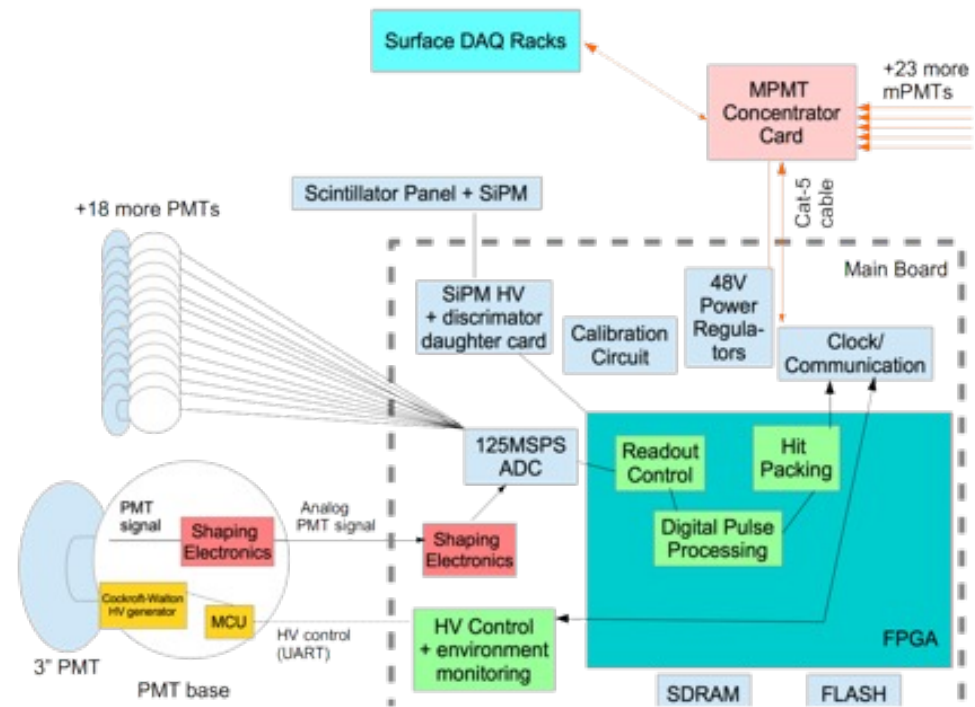 Surface DAQ Racks
MPMT
Concentrator
Card
+23 more
mPMTs
Scintillator Panel + SiPM
Cat-5
cable
+18 more PMTs
Main Board
SiPM HV
+ discrimator
daughter card
Calibration
Circuit
48V
Power
Regula-
tors
Clock/
Communication
125MSPS
ADC
Readout
Control
Hit
Packing
Digital Pulse
Processing
PMT
signal
Shaping
Electronics
Analog
PMT signal
Shaping
Electronics
Cockroft-Walton
HV generator
MCU
HV control
(UART)
HV Control
+ environment
monitoring
FPGA
3" PMT
PMT base
SDRAM
FLASH